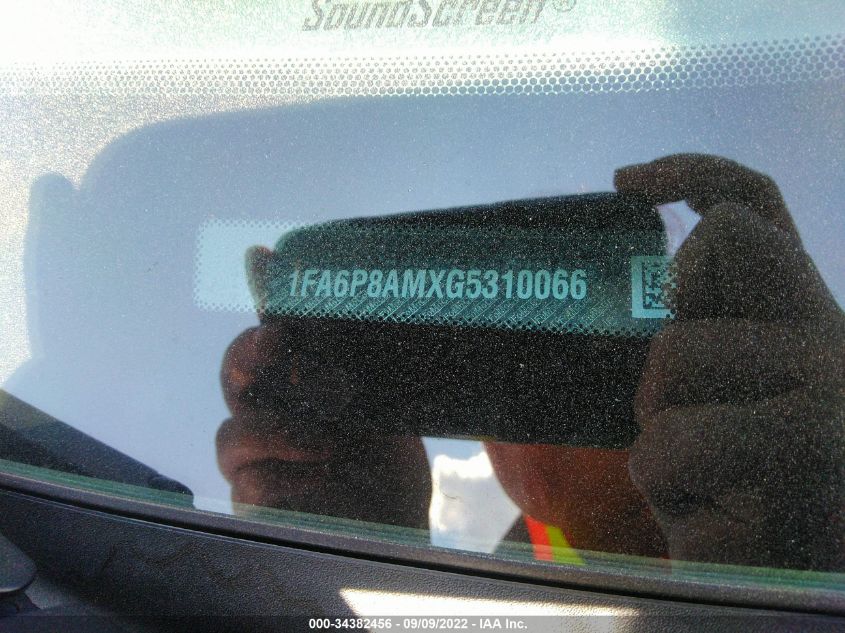 SoundScreen®
1FA6P8AMXG5310066
000-34382456 - 09/09/2022 - IAA Inc.